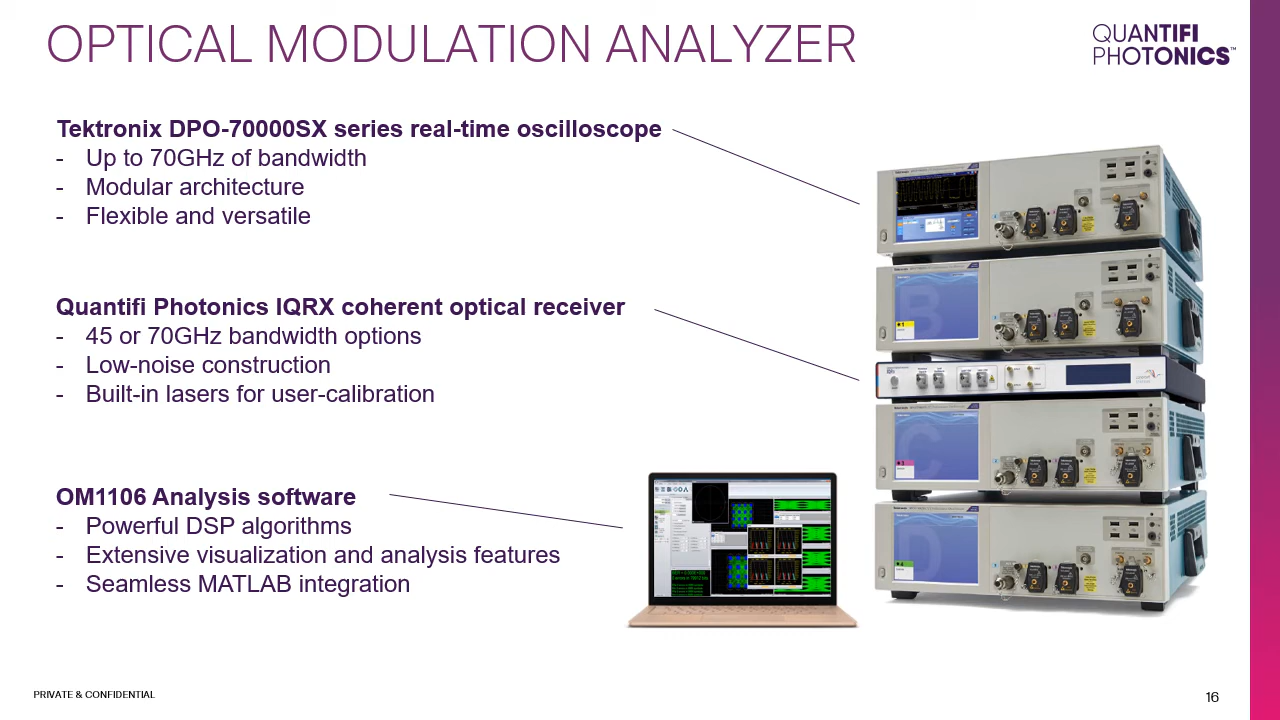 OPTICAL MODULATION ANALYZER
QUANTIFI
PHOTONICS™
Tektronix DPO-70000SX series real-time oscilloscope
- Up to 70GHz of bandwidth
- Modular architecture
- Flexible and versatile
Quantifi Photonics IQRX coherent optical receiver
- 45 or 70GHz bandwidth options
- Low-noise construction
- Built-in lasers for user-calibration
OM1106 Analysis software
- Powerful DSP algorithms
- Extensive visualization and analysis features
- Seamless MATLAB integration
B
C
D
PRIVATE & CONFIDENTIAL
16